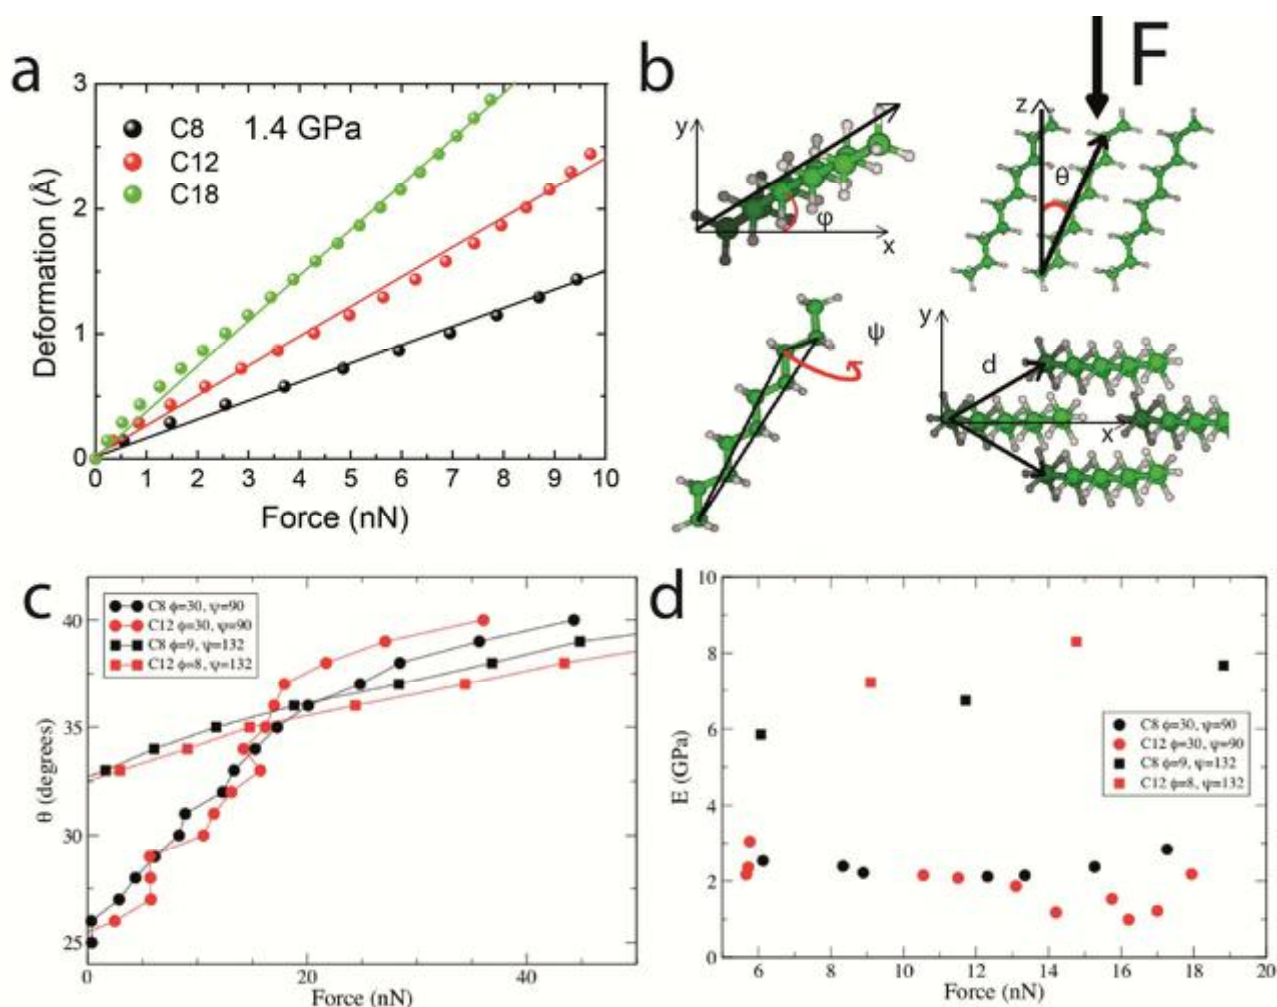 a
3
2
1
0
C8 1.4 GPa
C12
C18
Deformation (Å)
0 1 2 3 4 5 6 7 8 9 10
Force (nN)
b
F
y
φ
x
z
θ
ψ
y
d
x
c
C8 ϕ=30, ψ=90
C12 ϕ=30, ψ=90
C8 ϕ=9, ψ=132
C12 ϕ=8, ψ=132
40
35
30
25
θ (degrees)
0 20 40
Force (nN)
d
10
8
6
4
2
0
E (GPa)
C8 ϕ=30, ψ=90
C12 ϕ=30, ψ=90
C8 ϕ=9, ψ=132
C12 ϕ=8, ψ=132
6 8 10 12 14 16 18 20
Force (nN)